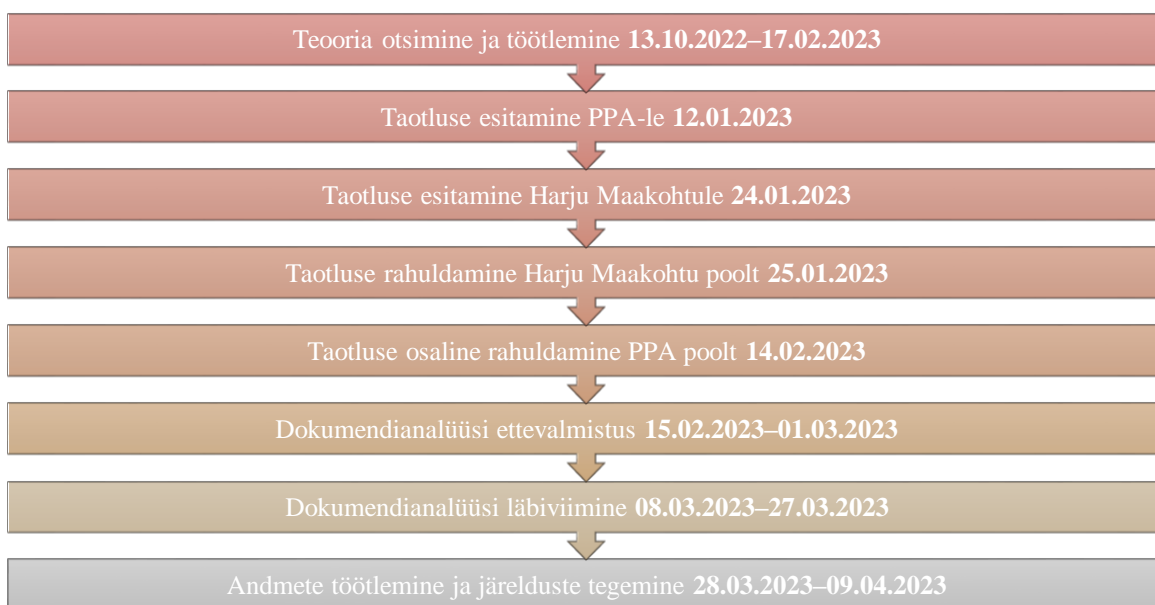 Teooria otsimine ja töötlemine 13.10.2022–17.02.2023
Taotluse esitamine PPA-le 12.01.2023
Taotluse esitamine Harju Maakohtule 24.01.2023
Taotluse rahuldamine Harju Maakohtu poolt 25.01.2023
Taotluse osaline rahuldamine PPA poolt 14.02.2023
Dokumendianalüüsi ettevalmistus 15.02.2023–01.03.2023
Dokumendianalüüsi läbiviimine 08.03.2023–27.03.2023
Andmete töötlemine ja järelduste tegemine 28.03.2023–09.04.2023